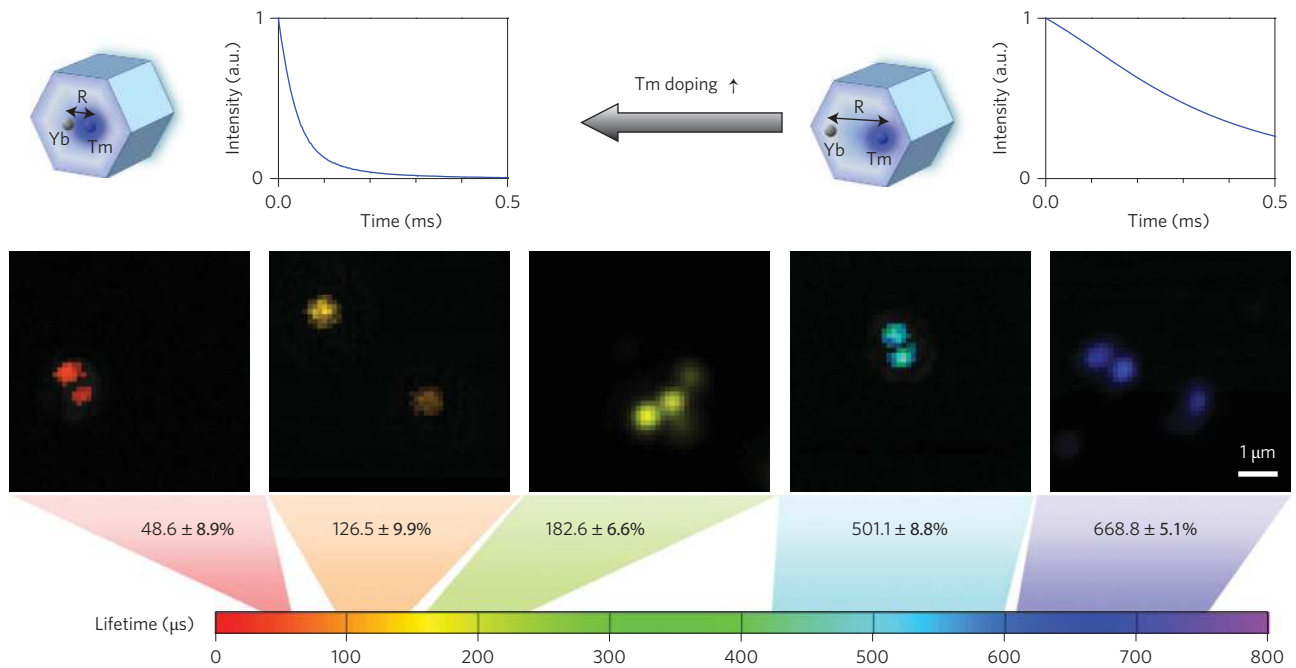 R
Yb
Tm
1
Intensity (a.u.)
0
0.0
0.5
Time (ms)
Tm doping ↑
R
Yb
Tm
1
Intensity (a.u.)
0
0.0
0.5
Time (ms)
1 µm
48.6 ± 8.9%
126.5 ± 9.9%
182.6 ± 6.6%
501.1 ± 8.8%
668.8 ± 5.1%
Lifetime (µs)
0 100 200 300 400 500 600 700 800